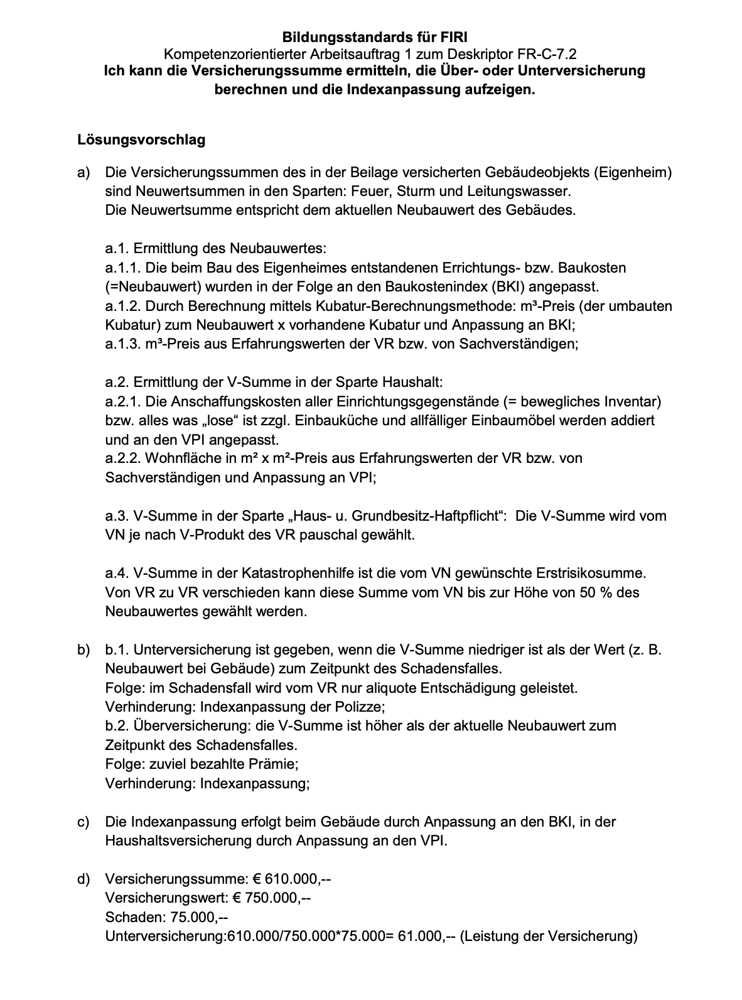 Bildungsstandards für FIRI
Kompetenzorientierter Arbeitsauftrag 1 zum Deskriptor FR-C-7.2
Ich kann die Versicherungssumme ermitteln, die Über- oder Unterversicherung
berechnen und die Indexanpassung aufzeigen.
Lösungsvorschlag
a) Die Versicherungssummen des in der Beilage versicherten Gebäudeobjekts (Eigenheim)
sind Neuwertsummen in den Sparten: Feuer, Sturm und Leitungswasser.
Die Neuwertsumme entspricht dem aktuellen Neubauwert des Gebäudes.
a.1. Ermittlung des Neubauwertes:
a.1.1. Die beim Bau des Eigenheimes entstandenen Errichtungs- bzw. Baukosten
(=Neubauwert) wurden in der Folge an den Baukostenindex (BKI) angepasst.
a.1.2. Durch Berechnung mittels Kubatur-Berechnungsmethode: m³-Preis (der umbauten
Kubatur) zum Neubauwert x vorhandene Kubatur und Anpassung an BKI;
a.1.3. m³-Preis aus Erfahrungswerten der VR bzw. von Sachverständigen;
a.2. Ermittlung der V-Summe in der Sparte Haushalt:
a.2.1. Die Anschaffungskosten aller Einrichtungsgegenstände (= bewegliches Inventar)
bzw. alles was „lose“ ist zzgl. Einbauküche und allfälliger Einbaumöbel werden addiert
und an den VPI angepasst.
a.2.2. Wohnfläche in m² x m²-Preis aus Erfahrungswerten der VR bzw. von
Sachverständigen und Anpassung an VPI;
a.3. V-Summe in der Sparte „Haus- u. Grundbesitz-Haftpflicht“:  Die V-Summe wird vom
VN je nach V-Produkt des VR pauschal gewählt.
a.4. V-Summe in der Katastrophenhilfe ist die vom VN gewünschte Erstrisikosumme.
Von VR zu VR verschieden kann diese Summe vom VN bis zur Höhe von 50 % des
Neubauwertes gewählt werden.
b) b.1. Unterversicherung ist gegeben, wenn die V-Summe niedriger ist als der Wert (z. B.
Neubauwert bei Gebäude) zum Zeitpunkt des Schadensfalles.
Folge: im Schadensfall wird vom VR nur aliquote Entschädigung geleistet.
Verhinderung: Indexanpassung der Polizze;
b.2. Überversicherung: die V-Summe ist höher als der aktuelle Neubauwert zum
Zeitpunkt des Schadensfalles.
Folge: zuviel bezahlte Prämie;
Verhinderung: Indexanpassung;
c) Die Indexanpassung erfolgt beim Gebäude durch Anpassung an den BKI, in der
Haushaltsversicherung durch Anpassung an den VPI.
d) Versicherungssumme: € 610.000,--
Versicherungswert: € 750.000,--
Schaden: 75.000,--
Unterversicherung:610.000/750.000*75.000= 61.000,-- (Leistung der Versicherung)